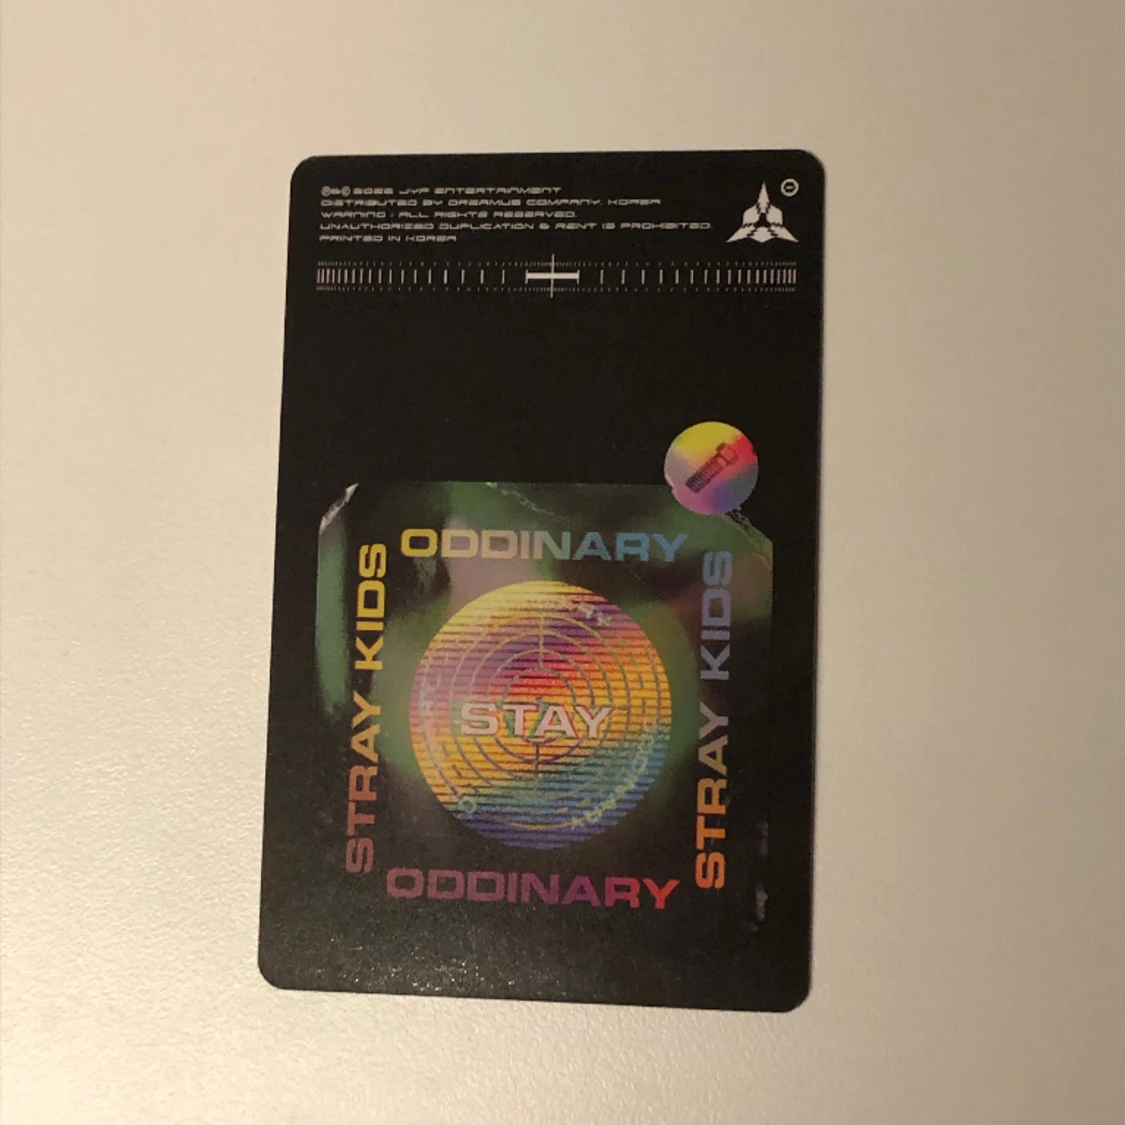 ℗&© 2022 JYP ENTERTAINMENT
DISTRIBUTED BY DREAMUS COMPANY, KOREA
WARNING : ALL RIGHTS RESERVED.
UNAUTHORIZED DUPLICATION & RENT IS PROHIBITED.
PRINTED IN KOREA
ODDINARY
STRAY KIDS
STAY
STRAY KIDS
ODDINARY